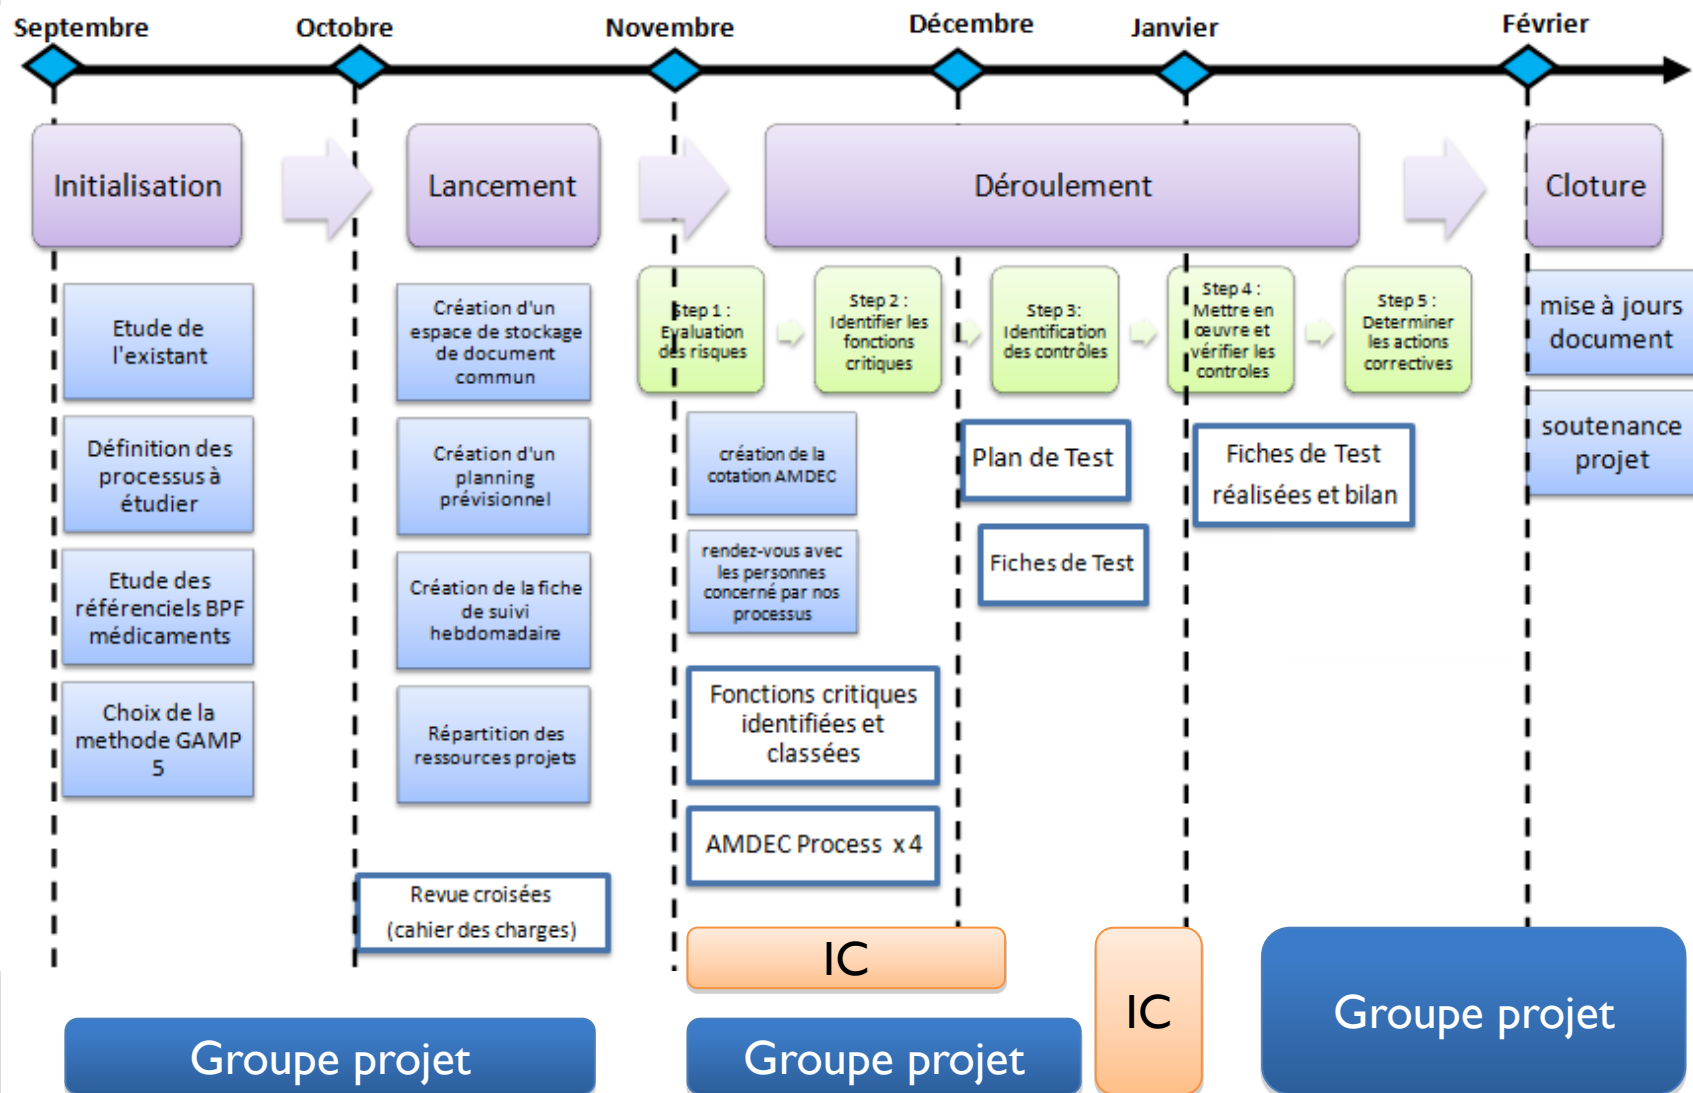 Septembre
Octobre
Novembre
Décembre
Janvier
Février
Initialisation
Lancement
Déroulement
Cloture
Etude de
l'existant
Définition des
processus à
étudier
Etude des
référenciels BPF
médicaments
Choix de la
methode GAMP
5
Création d'un
espace de stockage
de document
commun
Création d'un
planning
prévisionnel
Création de la fiche
de suivi
hebdomadaire
Répartition des
ressources projets
Revue croisées
(cahier des charges)
Step 1 :
Evaluation
des risques
Step 2 :
Identifier les
fonctions
critiques
Step 3:
Identification
des contrôles
Step 4 :
Mettre en
œuvre et
vérifier les
controles
Step 5 :
Determiner
les actions
correctives
création de la
cotation AMDEC
rendez-vous avec
les personnes
concerné par nos
processus
Fonctions critiques
identifiées et
classées
AMDEC Process x 4
Plan de Test
Fiches de Test
Fiches de Test
réalisées et bilan
mise à jours
document
soutenance
projet
IC
IC
Groupe projet
Groupe projet
Groupe projet